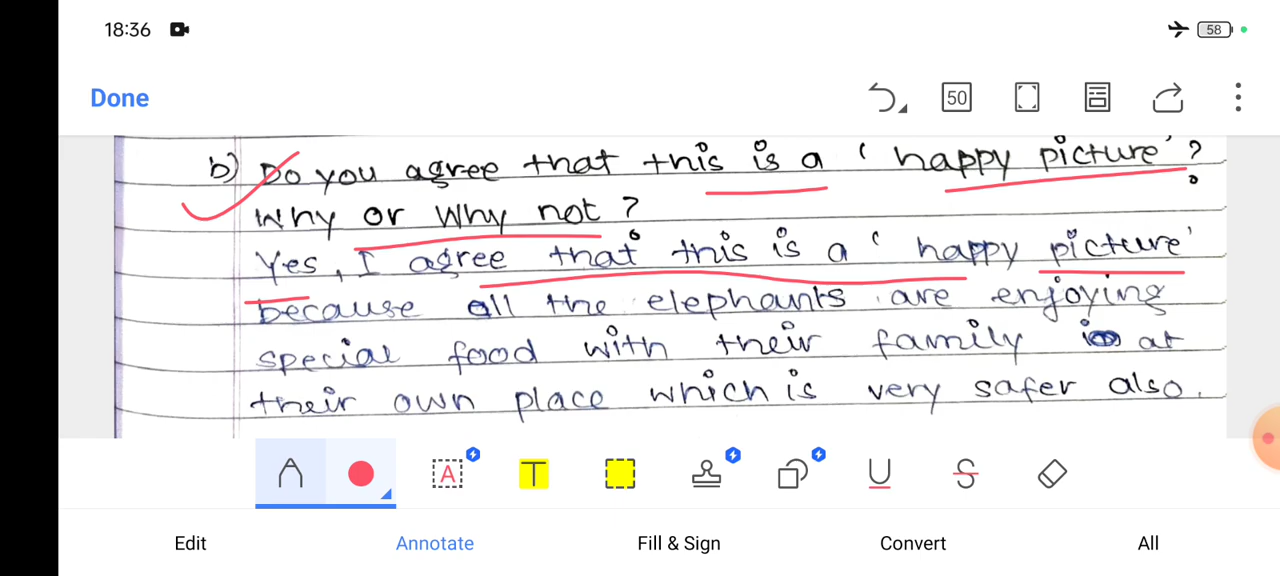 18:36
58
Done
50
b) Do you agree that this is a ' happy picture' ?
Why or why not ?
Yes, I agree that this is a ' happy picture'
because all the elephants are enjoying
special food with their family at
their own place which is very safer also.
A
T
U
S
Edit Annotate Fill & Sign Convert All